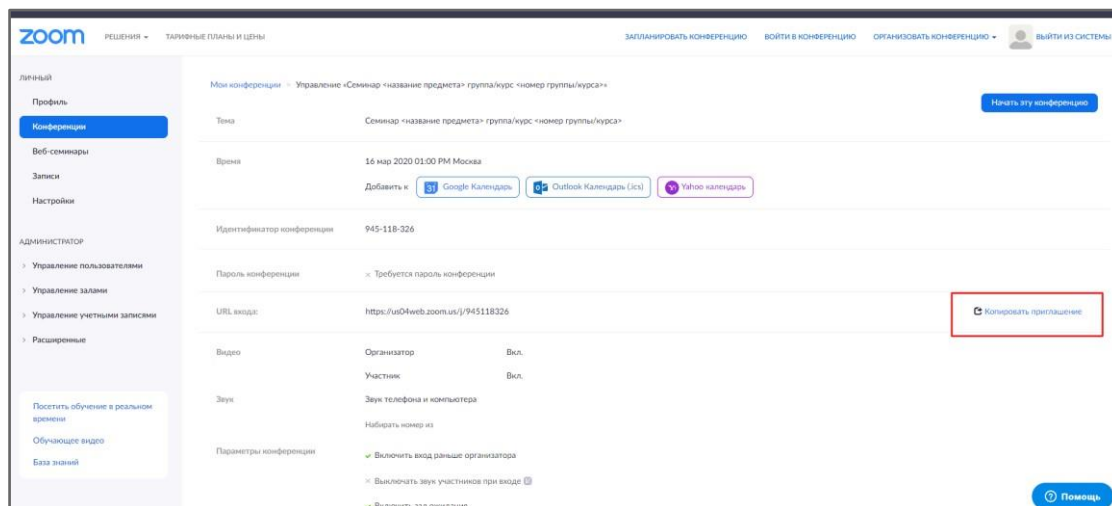 zoom РЕШЕНИЯ ТАРИФНЫЕ ПЛАНЫ И ЦЕНЫ ЗАПЛАНИРОВАТЬ КОНФЕРЕНЦИЮ ВОЙТИ В КОНФЕРЕНЦИЮ ОРГАНИЗОВАТЬ КОНФЕРЕНЦИЮ ВЫЙТИ ИЗ СИСТЕМЫ
ЛИЧНЫЙ
Профиль
Конференции
Веб-семинары
Записи
Настройки
АДМИНИСТРАТОР
Управление пользователями
Управление залами
Управление учетными записями
Расширенные
Посетить обучение в реальном
времени
Обучающее видео
База знаний
Мои конференции > Управление «Семинар <название предмета> группа/курс <номер группы/курса>»
Начать эту конференцию
Тема Семинар <название предмета> группа/курс <номер группы/курса>
Время 16 мар 2020 01:00 PM Москва
Добавить к 31 Google Календарь Outlook Календарь (.ics) Yahoo календарь
Идентификатор конференции 945-118-326
Пароль конференции × Требуется пароль конференции
URL входа: https://us04web.zoom.us/j/945118326 Копировать приглашение
Видео Организатор Вкл.
Участник Вкл.
Звук Звук телефона и компьютера
Набирать номер из
Параметры конференции Включить вход раньше организатора
× Выключать звук участников при входе
Включить зал ожидания
Помощь